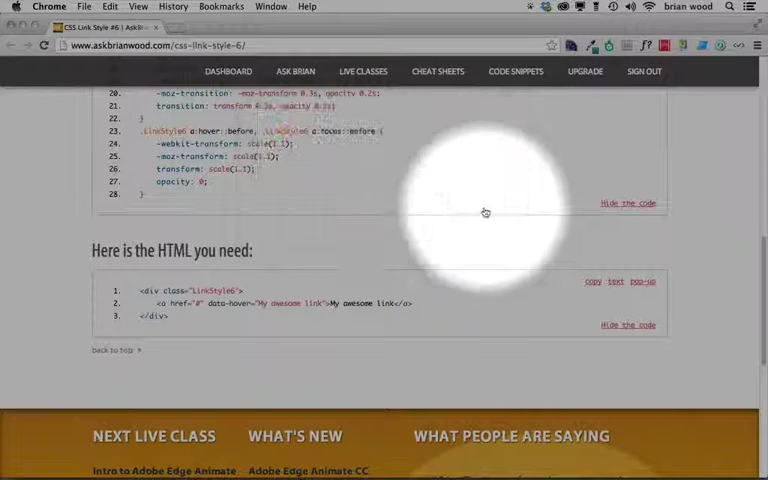 Chrome File Edit View History Bookmarks Window Help brian wood
CSS Link Style #6 | AskBri
www.askbrianwood.com/css-link-style-6/
DASHBOARD ASK BRIAN LIVE CLASSES CHEAT SHEETS CODE SNIPPETS UPGRADE SIGN OUT
20. -moz-transition: -moz-transform 0.3s, opacity 0.2s;
21. transition: transform 0.3s, opacity 0.2s;
22. }
23. .LinkStyle6 a:hover::before, .LinkStyle6 a:focus::before {
24. -webkit-transform: scale(1.1);
25. -moz-transform: scale(1.1);
26. transform: scale(1.1);
27. opacity: 0;
28. }
Hide the code
Here is the HTML you need:
copy text pop-up
1. <div class="LinkStyle6">
2. <a href="#" data-hover="My awesome link">My awesome link</a>
3. </div>
Hide the code
back to top
NEXT LIVE CLASS WHAT'S NEW WHAT PEOPLE ARE SAYING
Intro to Adobe Edge Animate Adobe Edge Animate CC